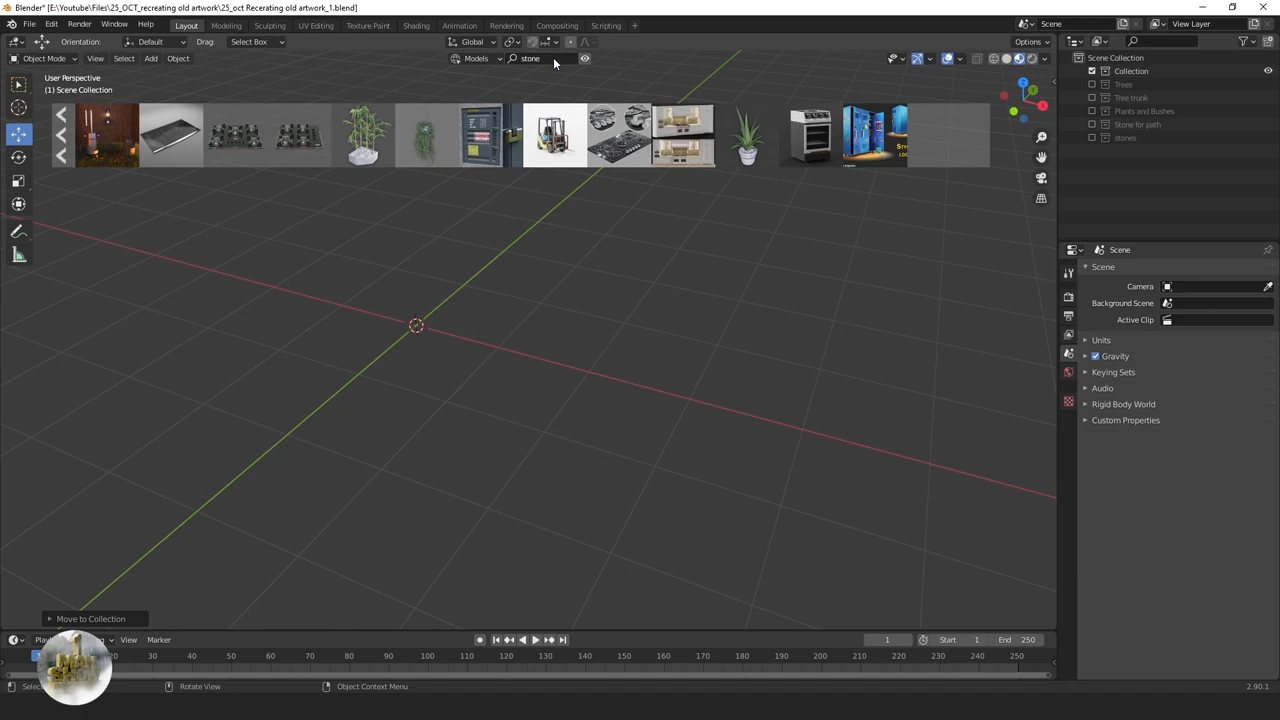 Blender* [E:\Youtube\Files\25_OCT_recreating old artwork\25_oct Recerating old artwork_1.blend]
File Edit Render Window Help Layout Modeling Sculpting UV Editing Texture Paint Shading Animation Rendering Compositing Scripting + Scene View Layer
Orientation: Default Drag: Select Box Global Options
Object Mode View Select Add Object Models stone
User Perspective
(1) Scene Collection
Scene Collection
Collection
Trees
Tree trunk
Plants and Bushes
Stone for path
stones
Scene
Scene
Camera
Background Scene
Active Clip
Units
Gravity
Keying Sets
Audio
Rigid Body World
Custom Properties
Move to Collection
View Marker 1 Start 1 End 250
20 30 40 50 60 70 80 90 100 110 120 130 140 150 160 170 180 190 200 210 220 230 240 250
Rotate View Object Context Menu 2.90.1